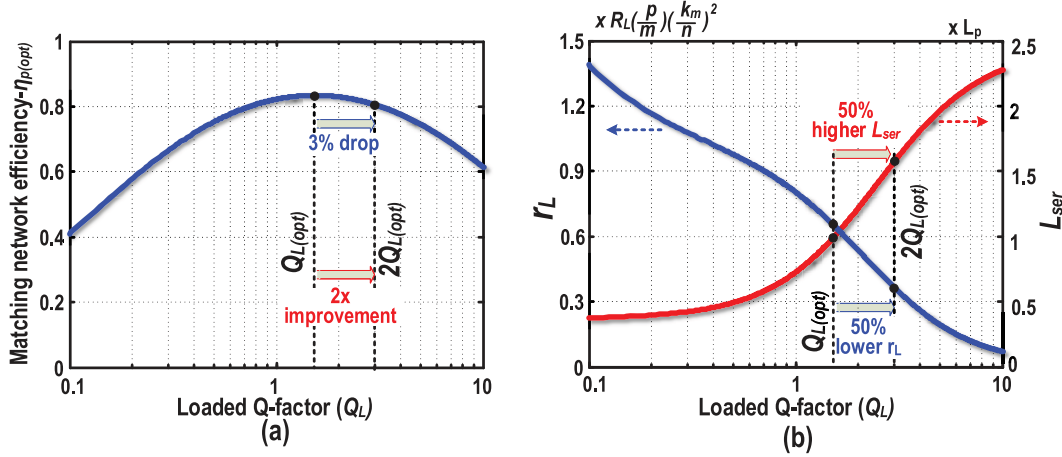 Matching network efficiency-ηp(opt)
1
0.8
0.6
0.4
0.2
0
3% drop
QL(opt)
2QL(opt)
2x
improvement
0.1
1
10
Loaded Q-factor (QL)
(a)
x RL(p/m)(km/n)²
x Lp
rL
1.5
1.2
0.9
0.6
0.3
0
50%
higher Lser
QL(opt)
2QL(opt)
50%
lower rL
2.5
2
1.5
1
0.5
0
Lser
0.1
1
10
Loaded Q-factor (QL)
(b)